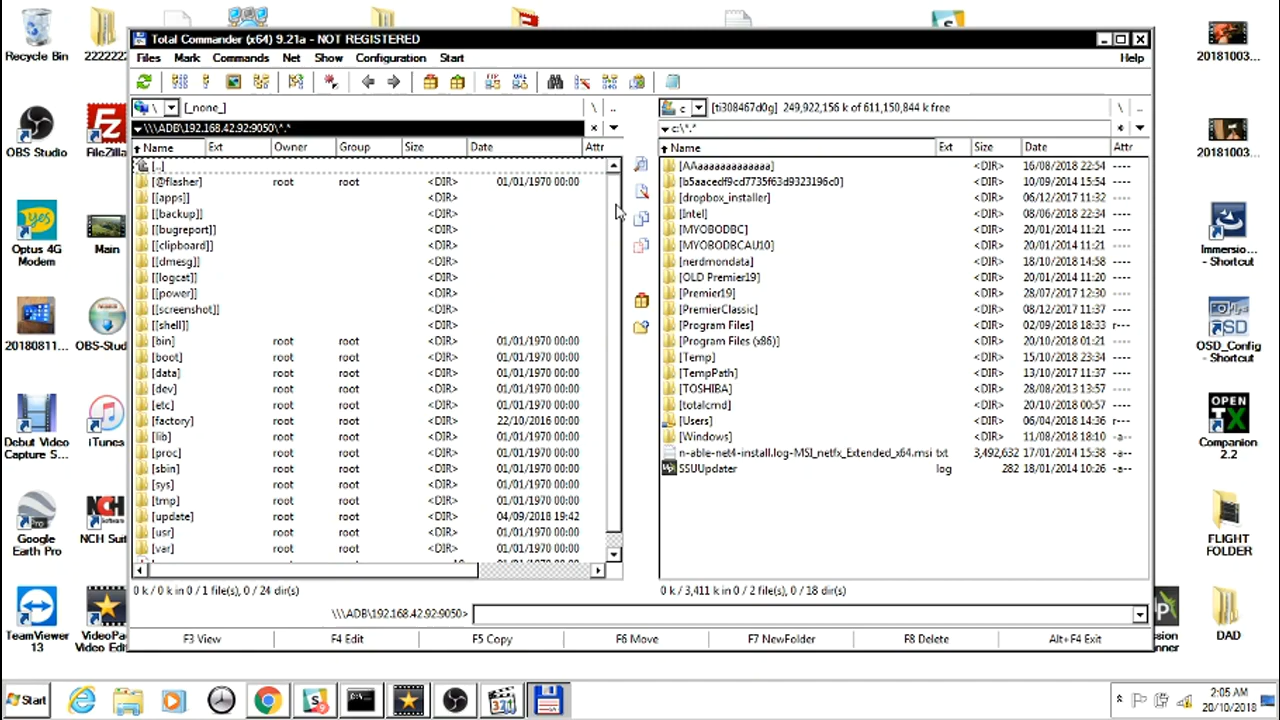 Total Commander (x64) 9.21a - NOT REGISTERED
Files Mark Commands Net Show Configuration Start Help
\ [_none_] \ ..
c [ti308467d0g] 249,922,156 k of 611,150,844 k free \ ..
\\\ADB\192.168.42.92:9050\*.*
c:\*.*
Name Ext Owner Group Size Date Attr
[..]
[@flasher] root root <DIR> 01/01/1970 00:00
[[apps]] <DIR>
[[backup]] <DIR>
[[bugreport]] <DIR>
[[clipboard]] <DIR>
[[dmesg]] <DIR>
[[logcat]] <DIR>
[[power]] <DIR>
[[screenshot]] <DIR>
[[shell]] <DIR>
[bin] root root <DIR> 01/01/1970 00:00
[boot] root root <DIR> 01/01/1970 00:00
[data] root root <DIR> 01/01/1970 00:00
[dev] root root <DIR> 01/01/1970 00:00
[etc] root root <DIR> 01/01/1970 00:00
[factory] root root <DIR> 22/10/2016 00:00
[lib] root root <DIR> 01/01/1970 00:00
[proc] root root <DIR> 01/01/1970 00:00
[sbin] root root <DIR> 01/01/1970 00:00
[sys] root root <DIR> 01/01/1970 00:00
[tmp] root root <DIR> 01/01/1970 00:00
[update] root root <DIR> 04/09/2018 19:42
[usr] root root <DIR> 01/01/1970 00:00
[var] root root <DIR> 01/01/1970 00:00
0 k / 0 k in 0 / 1 file(s), 0 / 24 dir(s)
Name Ext Size Date Attr
[AAaaaaaaaaaaaa] <DIR> 16/08/2018 22:54 ----
[b5aacedf9cd7735f63d9323196c0] <DIR> 10/09/2014 15:54 ----
[dropbox_installer] <DIR> 06/12/2017 11:32 ----
[Intel] <DIR> 08/06/2018 22:34 ----
[MYOBODBC] <DIR> 20/01/2014 11:21 ----
[MYOBODBCAU10] <DIR> 20/01/2014 11:21 ----
[nerdmondata] <DIR> 18/10/2018 14:58 ----
[OLD Premier19] <DIR> 20/01/2014 11:20 ----
[Premier19] <DIR> 28/07/2017 12:30 ----
[PremierClassic] <DIR> 08/12/2017 11:37 ----
[Program Files] <DIR> 02/09/2018 18:33 r---
[Program Files (x86)] <DIR> 20/10/2018 01:21 ----
[Temp] <DIR> 15/10/2018 23:34 ----
[TempPath] <DIR> 13/10/2017 11:37 ----
[TOSHIBA] <DIR> 28/08/2013 13:57 ----
[totalcmd] <DIR> 20/10/2018 00:57 ----
[Users] <DIR> 06/04/2018 14:36 r---
[Windows] <DIR> 11/08/2018 18:10 -a--
n-able-net4-install.log-MSI_netfx_Extended_x64.msi txt 3,492,632 17/01/2014 15:38 -a--
SSUUpdater log 282 18/01/2014 10:26 -a--
0 k / 3,411 k in 0 / 2 file(s), 0 / 18 dir(s)
\\\ADB\192.168.42.92:9050>
F3 View F4 Edit F5 Copy F6 Move F7 NewFolder F8 Delete Alt+F4 Exit
Recycle Bin
2222222
OBS Studio
FileZilla
Optus 4G
Modem
Main
20180811...
OBS-Stud
Debut Video
Capture S...
iTunes
Google
Earth Pro
NCH Suit
TeamViewer
13
VideoPad
Video Edit
20181003...
20181003...
Immersio...
- Shortcut
OSD_Config
- Shortcut
OPEN
TX
Companion
2.2
FLIGHT
FOLDER
DAD
Start
2:05 AM
20/10/2018